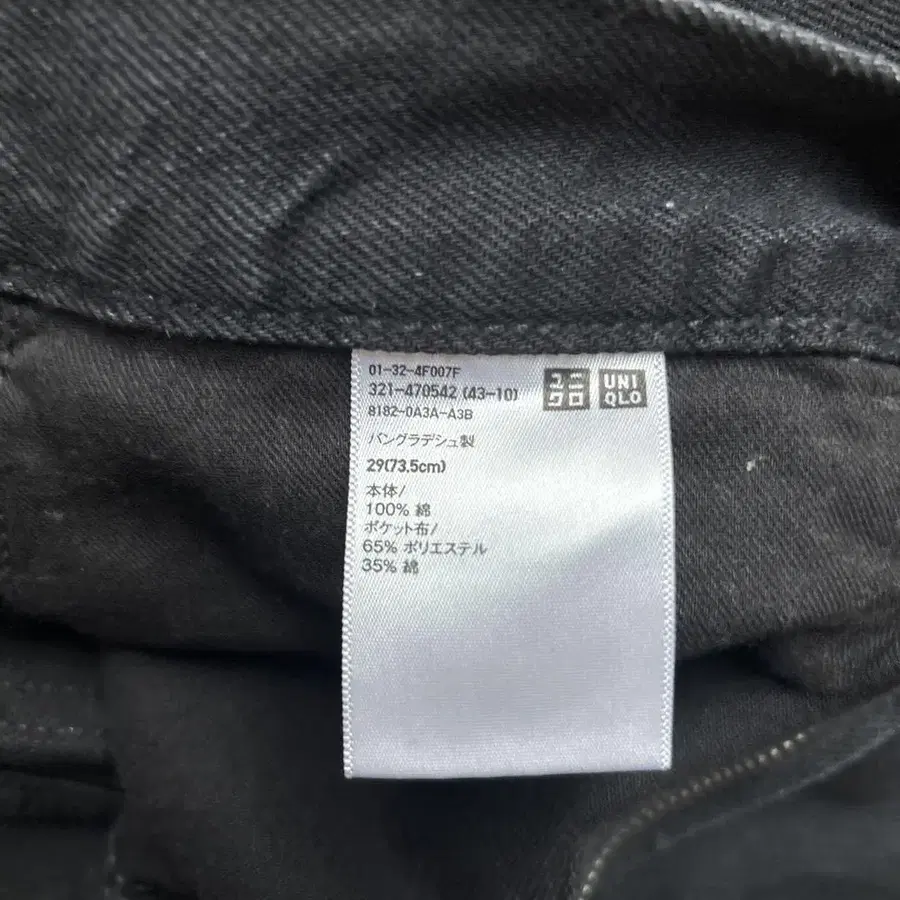 01-32-4F007F
321-470542 (43-10)
8182-0A3A-A3B
ユニ
クロ
UNI
QLO
バングラデシュ製
29(73.5cm)
本体/
100% 綿
ポケット布/
65% ポリエステル
35% 綿